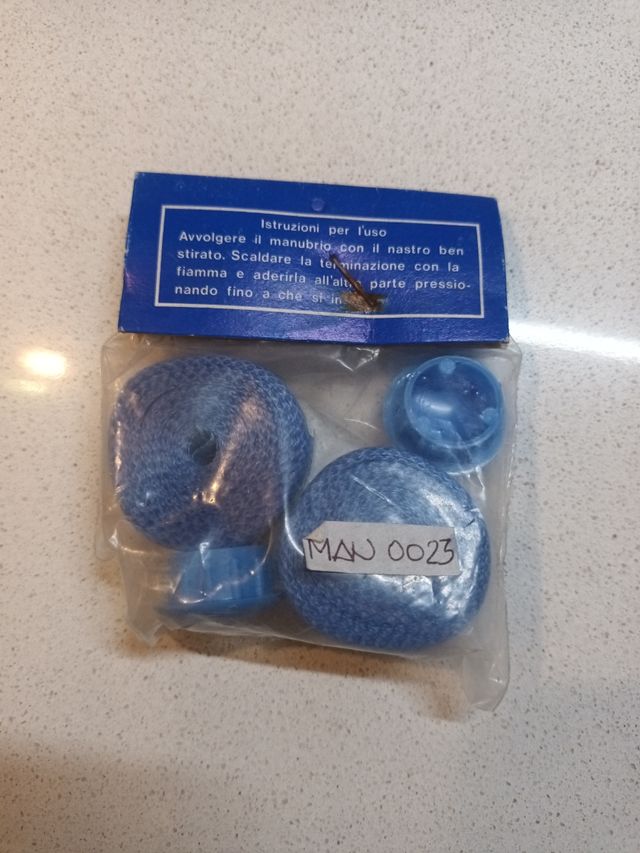 Istruzioni per l'uso
Avvolgere il manubrio con il nastro ben
stirato. Scaldare la terminazione con la
fiamma e aderirla all'altra parte pressio-
nando fino a che si in
MAN 0023